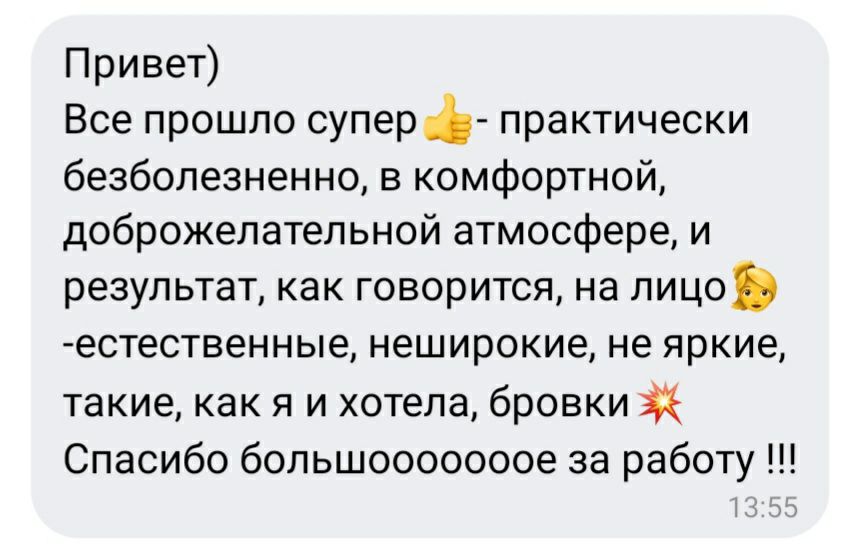 Привет)
Все прошло супер👍- практически
безболезненно, в комфортной,
доброжелательной атмосфере, и
результат, как говорится, на лицо👱‍♀️
-естественные, неширокие, не яркие,
такие, как я и хотела, бровки💥
Спасибо большооооооое за работу !!!
13:55